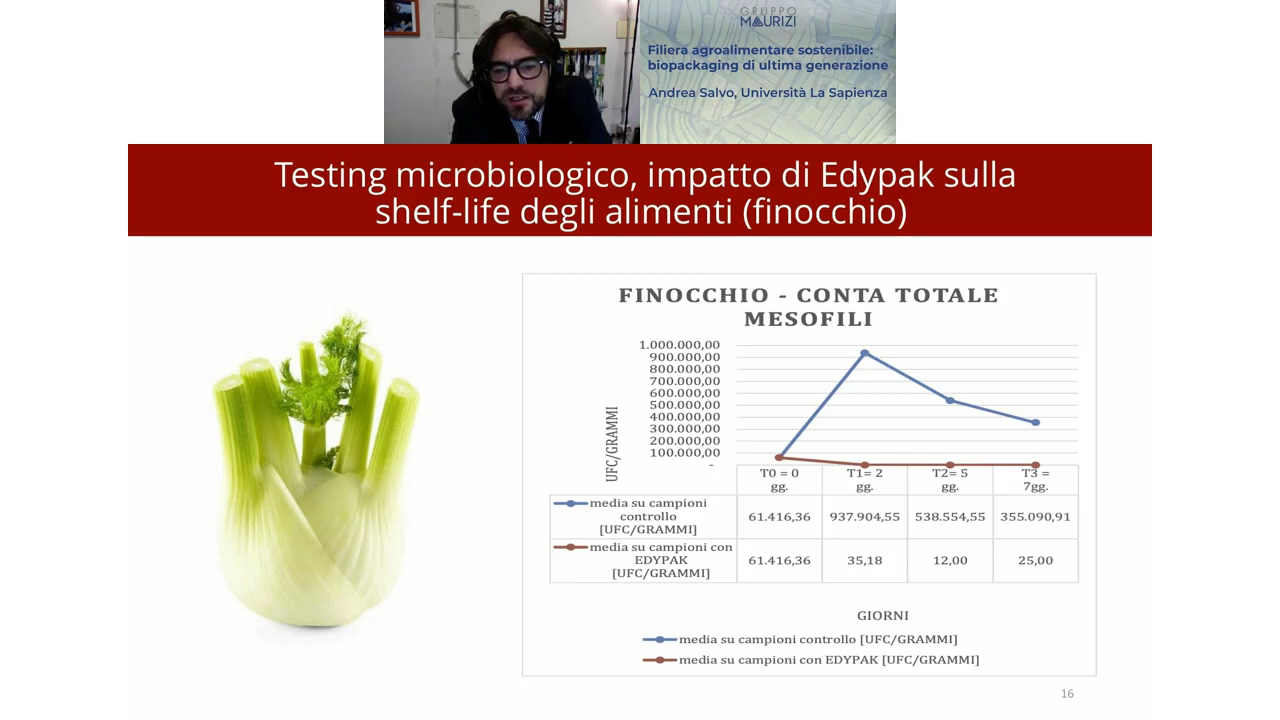 GRUPPO
MAURIZI
Filiera agroalimentare sostenibile:
biopackaging di ultima generazione
Andrea Salvo, Università La Sapienza
Testing microbiologico, impatto di Edypak sulla
shelf-life degli alimenti (finocchio)
FINOCCHIO - CONTA TOTALE
MESOFILI
1.000.000,00
900.000,00
800.000,00
700.000,00
600.000,00
500.000,00
400.000,00
300.000,00
200.000,00
100.000,00
-
UFC/GRAMMI
T0 = 0 gg.
T1= 2 gg.
T2= 5 gg.
T3 = 7gg.
media su campioni
controllo
[UFC/GRAMMI]
61.416,36 937.904,55 538.554,55 355.090,91
media su campioni con
EDYPAK
[UFC/GRAMMI]
61.416,36 35,18 12,00 25,00
GIORNI
media su campioni controllo [UFC/GRAMMI]
media su campioni con EDYPAK [UFC/GRAMMI]
16